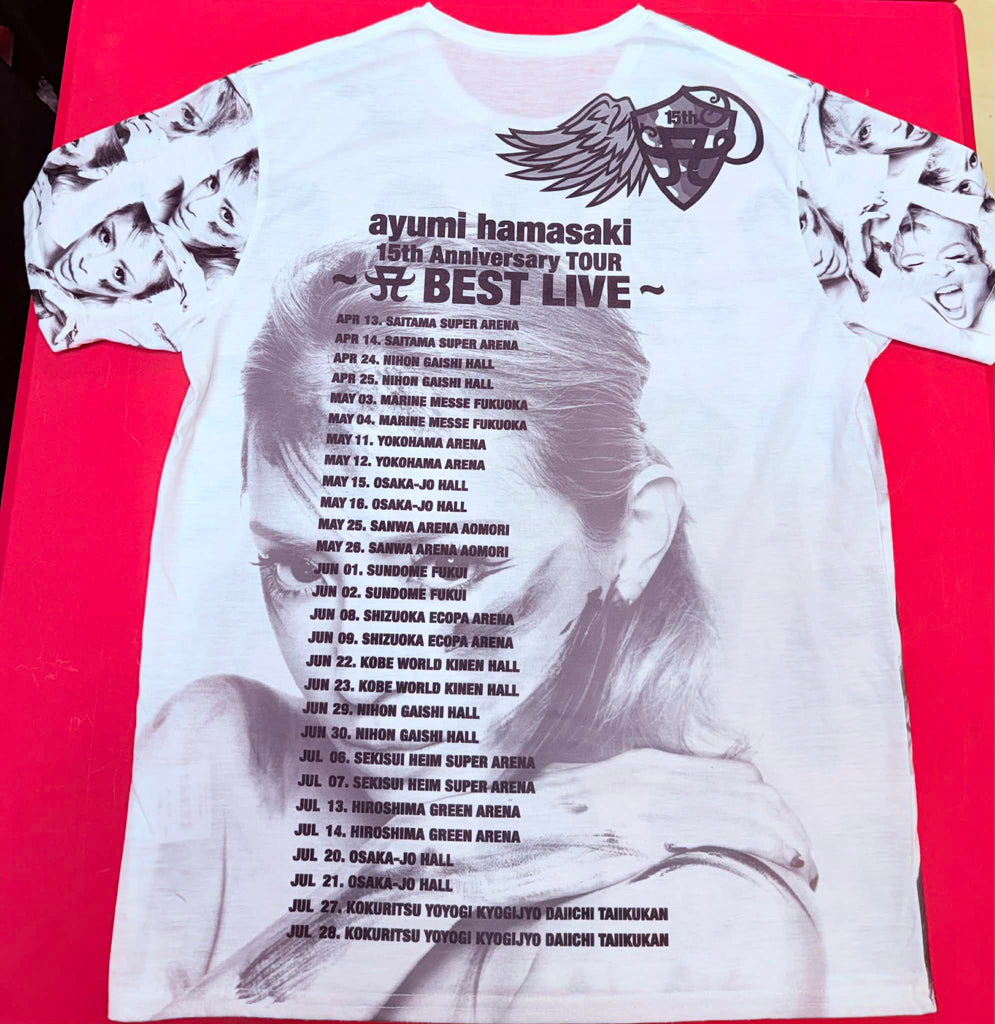 15th
ayumi hamasaki
15th Anniversary TOUR
~ A BEST LIVE ~
APR 13. SAITAMA SUPER ARENA
APR 14. SAITAMA SUPER ARENA
APR 24. NIHON GAISHI HALL
APR 25. NIHON GAISHI HALL
MAY 03. MARINE MESSE FUKUOKA
MAY 04. MARINE MESSE FUKUOKA
MAY 11. YOKOHAMA ARENA
MAY 12. YOKOHAMA ARENA
MAY 15. OSAKA-JO HALL
MAY 16. OSAKA-JO HALL
MAY 25. SANWA ARENA AOMORI
MAY 26. SANWA ARENA AOMORI
JUN 01. SUNDOME FUKUI
JUN 02. SUNDOME FUKUI
JUN 08. SHIZUOKA ECOPA ARENA
JUN 09. SHIZUOKA ECOPA ARENA
JUN 22. KOBE WORLD KINEN HALL
JUN 23. KOBE WORLD KINEN HALL
JUN 29. NIHON GAISHI HALL
JUN 30. NIHON GAISHI HALL
JUL 06. SEKISUI HEIM SUPER ARENA
JUL 07. SEKISUI HEIM SUPER ARENA
JUL 13. HIROSHIMA GREEN ARENA
JUL 14. HIROSHIMA GREEN ARENA
JUL 20. OSAKA-JO HALL
JUL 21. OSAKA-JO HALL
JUL 27. KOKURITSU YOYOGI KYOGIJYO DAIICHI TAIIKUKAN
JUL 28. KOKURITSU YOYOGI KYOGIJYO DAIICHI TAIIKUKAN